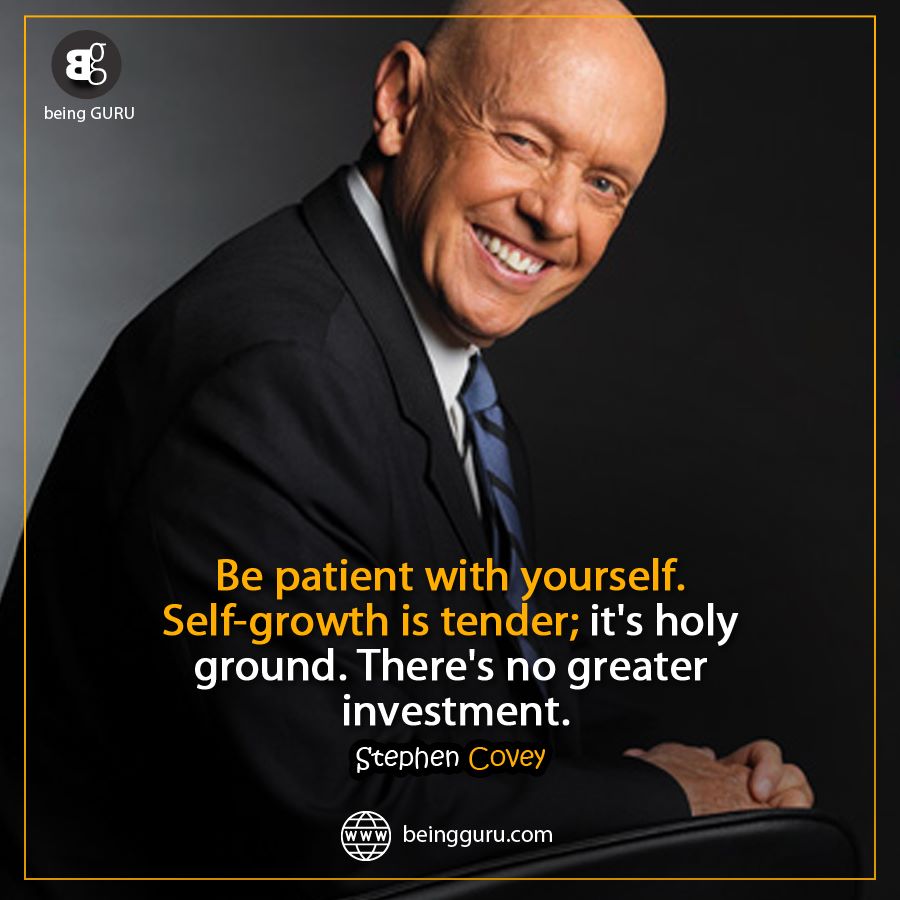 Bg
being GURU
Be patient with yourself.
Self-growth is tender; it's holy
ground. There's no greater
investment.
Stephen Covey
www beingguru.com